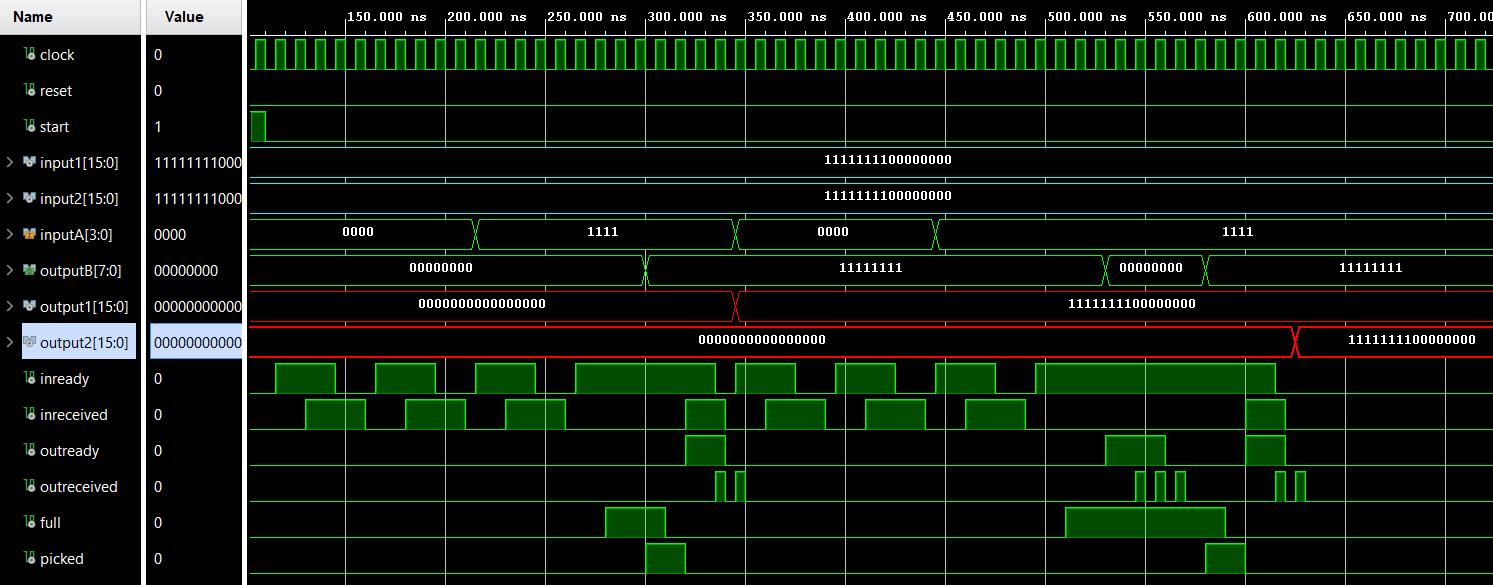 Name Value 150.000 ns 200.000 ns 250.000 ns 300.000 ns 350.000 ns 400.000 ns 450.000 ns 500.000 ns 550.000 ns 600.000 ns 650.000 ns 700.00
clock 0
reset 0
start 1
input1[15:0] 11111111000 1111111100000000
input2[15:0] 11111111000 1111111100000000
inputA[3:0] 0000 0000 1111 0000 1111
outputB[7:0] 00000000 00000000 11111111 00000000 11111111
output1[15:0] 00000000000 0000000000000000 1111111100000000
output2[15:0] 00000000000 0000000000000000 1111111100000000
inready 0
inreceived 0
outready 0
outreceived 0
full 0
picked 0